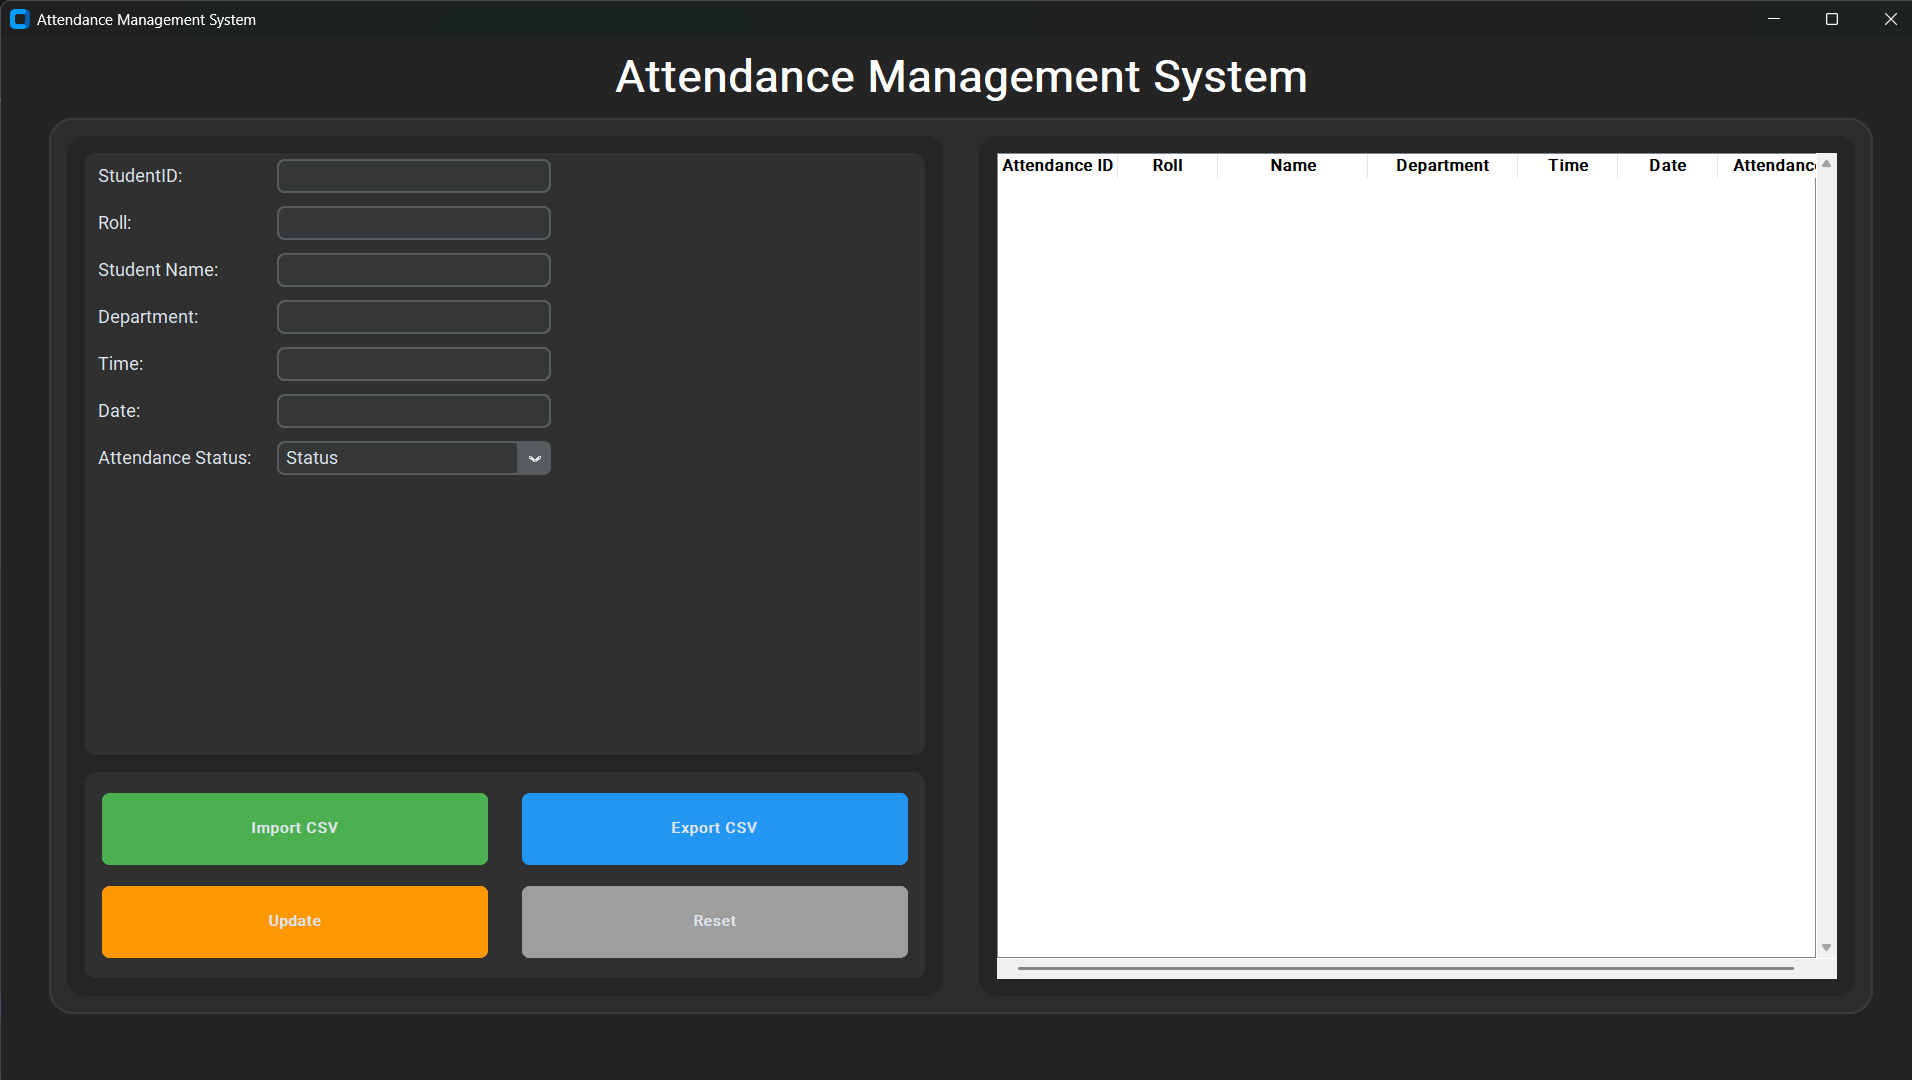 Attendance Management System
Attendance Management System
StudentID:
Roll:
Student Name:
Department:
Time:
Date:
Attendance Status: Status
Import CSV Export CSV
Update Reset
Attendance ID Roll Name Department Time Date Attendance